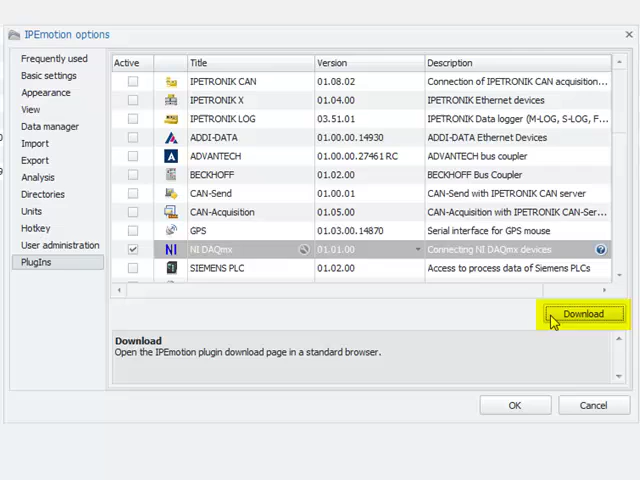 IPEmotion options
Frequently used
Basic settings
Appearance
View
Data manager
Import
Export
Analysis
Directories
Units
Hotkey
User administration
PlugIns
Active Title Version Description
IPETRONIK CAN 01.08.02 Connection of IPETRONIK CAN acquisition...
IPETRONIK X 01.04.00 IPETRONIK Ethernet devices
IPETRONIK LOG 03.51.01 IPETRONIK Data logger (M-LOG, S-LOG, F...
ADDI-DATA 01.00.00.14930 ADDI-DATA Ethernet Devices
ADVANTECH 01.00.00.27461 RC ADVANTECH bus coupler
BECKHOFF 01.02.00 BECKHOFF Bus Coupler
CAN-Send 01.00.01 CAN-Send with IPETRONIK CAN server
CAN-Acquisition 01.05.00 CAN-Acquisition with IPETRONIK CAN-Ser...
GPS 01.03.00.14870 Serial interface for GPS mouse
NI NI DAQmx 01.01.00 Connecting NI DAQmx devices
SIEMENS PLC 01.02.00 Access to process data of Siemens PLCs
Download
Download
Open the IPEmotion plugin download page in a standard browser.
OK Cancel